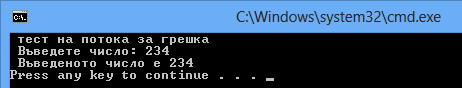 C:\Windows\system32\cmd.exe
тест на потока за грешка
Въведете число: 234
Въведеното число е 234
Press any key to continue . . .